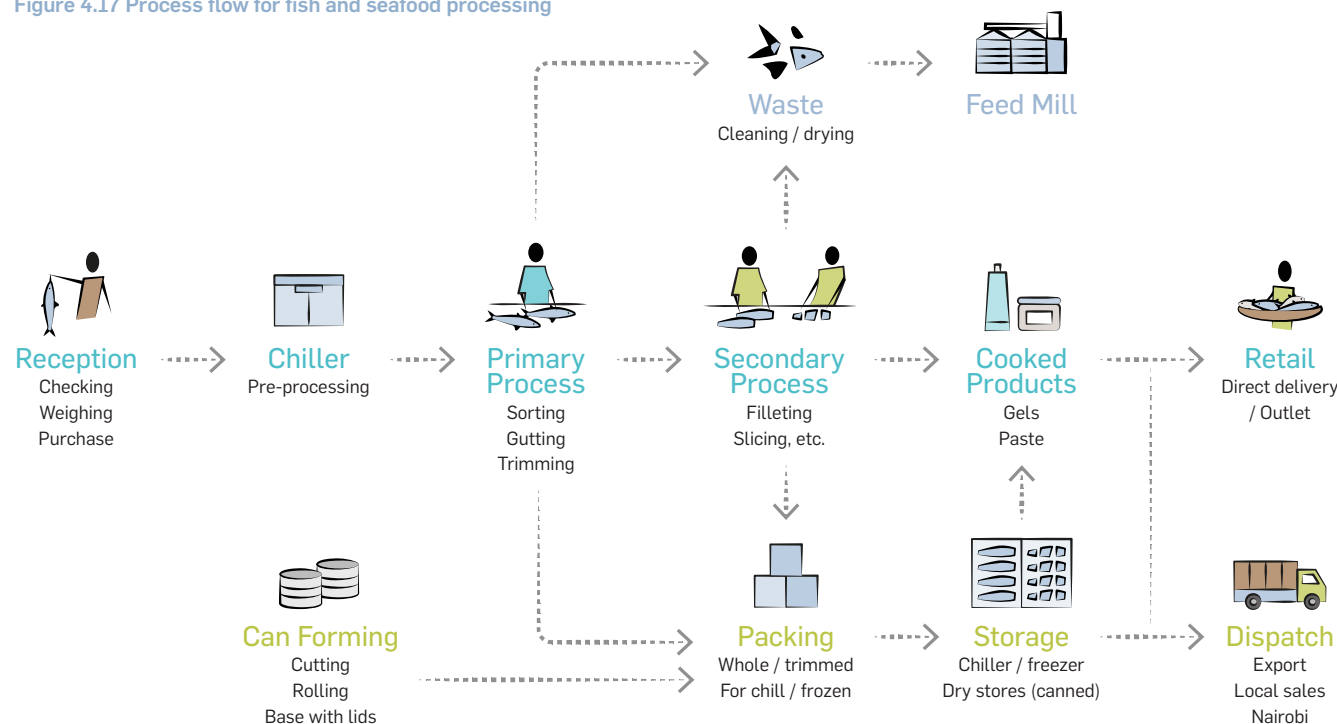 Figure 4.17 Process flow for fish and seafood processing
Waste
Cleaning / drying
Feed Mill
Reception
Checking
Weighing
Purchase
Chiller
Pre-processing
Primary
Process
Sorting
Gutting
Trimming
Secondary
Process
Filleting
Slicing, etc.
Cooked
Products
Gels
Paste
Retail
Direct delivery
/ Outlet
Can Forming
Cutting
Rolling
Base with lids
Packing
Whole / trimmed
For chill / frozen
Storage
Chiller / freezer
Dry stores (canned)
Dispatch
Export
Local sales
Nairobi